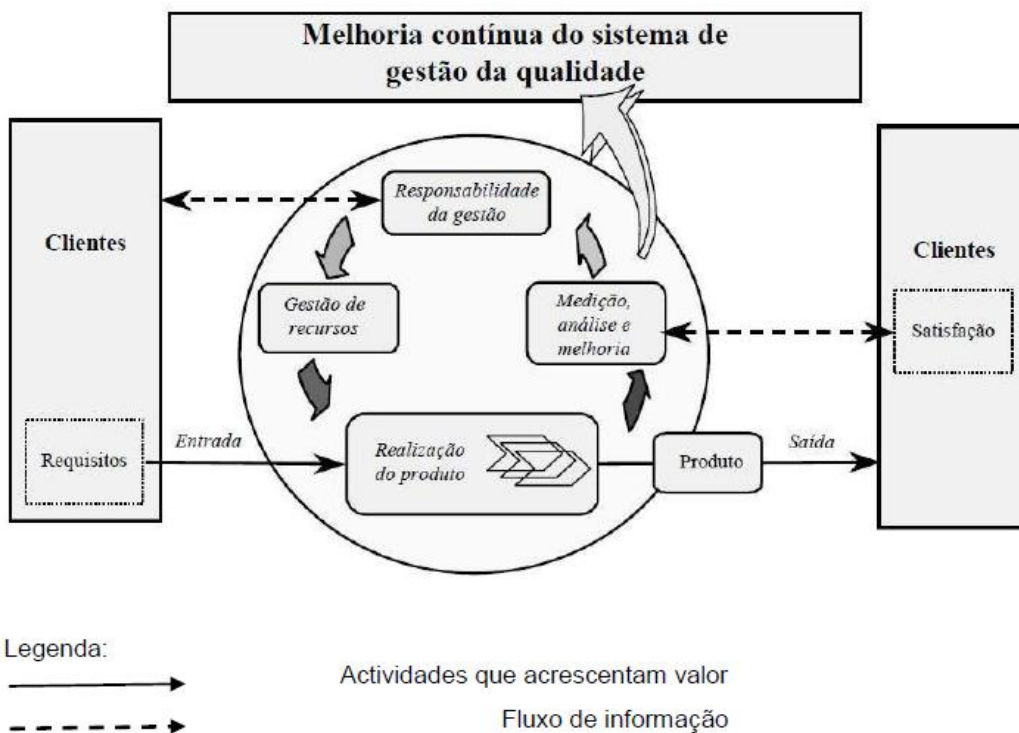 Melhoria contínua do sistema de
gestão da qualidade
Responsabilidade
da gestão
Clientes
Clientes
Gestão de
recursos
Medição,
análise e
melhoria
Satisfação
Requisitos
Entrada
Realização
do produto
Produto
Saída
Legenda:
Actividades que acrescentam valor
Fluxo de informação